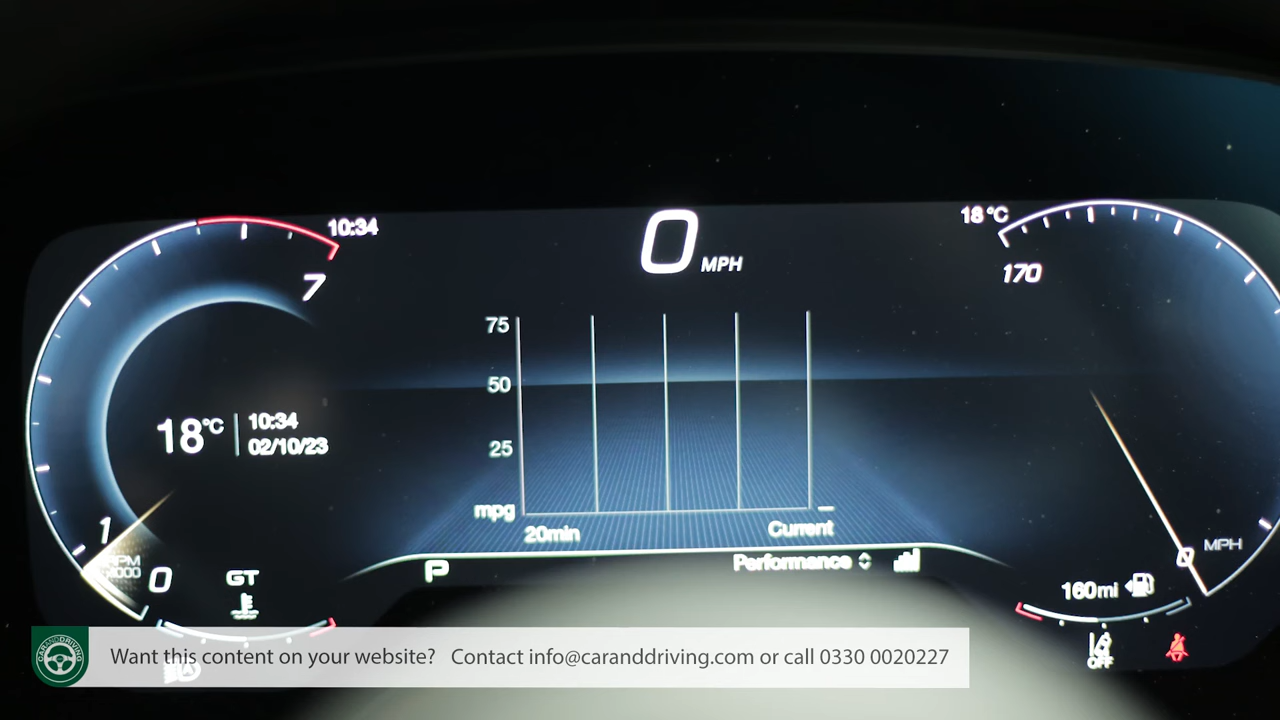 10:34
0 MPH
18°C
7
170
75
50
25
mpg
20min
Current
18°C
10:34
02/10/23
1
0
GT
MPH
0
P
Performance
160mi
OFF
CARANDDRIVING
Want this content on your website? Contact info@caranddriving.com or call 0330 0020227